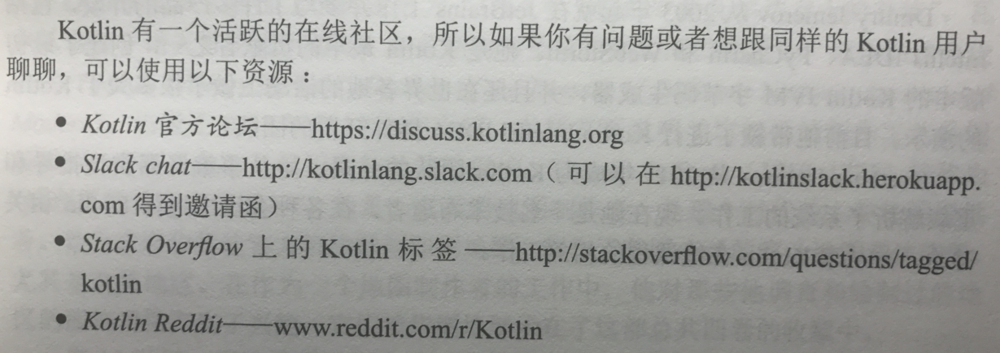 Kotlin 有一个活跃的在线社区，所以如果你有问题或者想跟同样的 Kotlin 用户
聊聊，可以使用以下资源：
• Kotlin 官方论坛——https://discuss.kotlinlang.org
• Slack chat——http://kotlinlang.slack.com（可以在 http://kotlinslack.herokuapp.
com 得到邀请函）
• Stack Overflow 上的 Kotlin 标签——http://stackoverflow.com/questions/tagged/
kotlin
• Kotlin Reddit——www.reddit.com/r/Kotlin